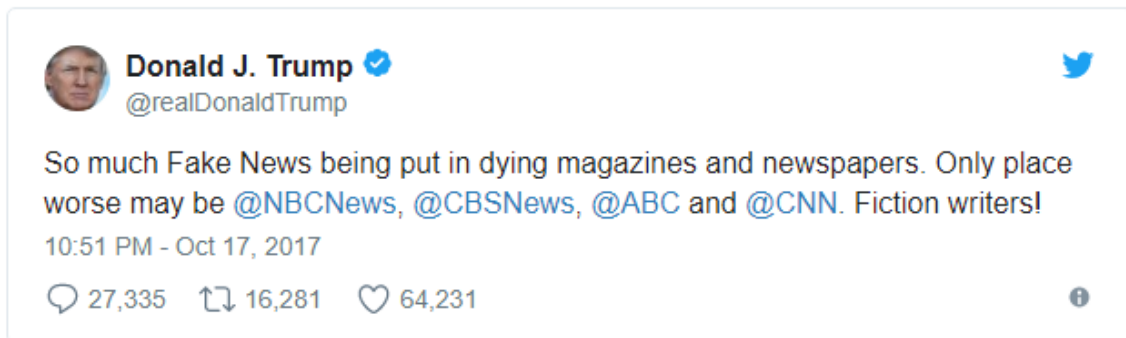 Donald J. Trump
@realDonaldTrump
So much Fake News being put in dying magazines and newspapers. Only place
worse may be @NBCNews, @CBSNews, @ABC and @CNN. Fiction writers!
10:51 PM - Oct 17, 2017
27,335 16,281 64,231